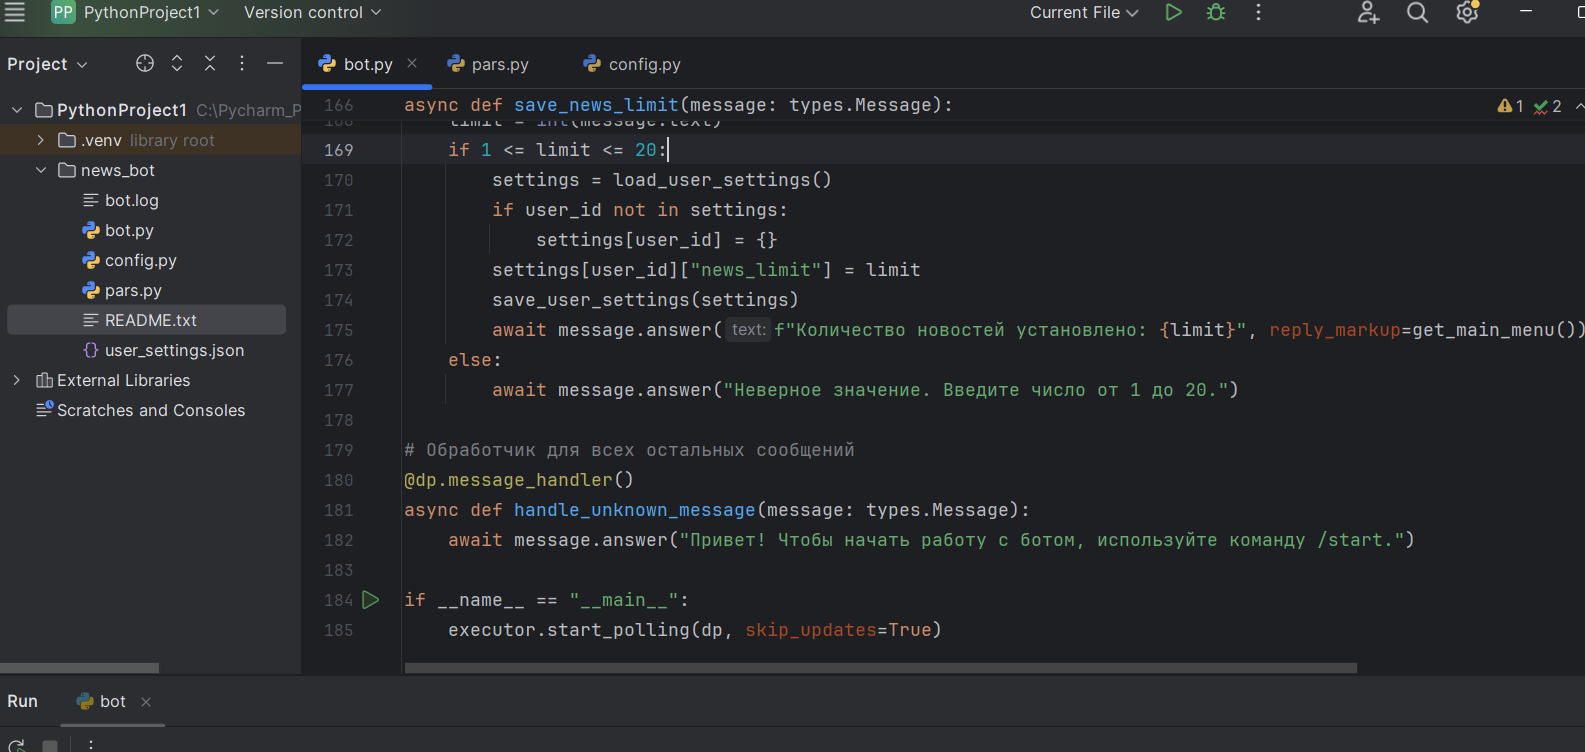 PP PythonProject1 Version control Current File
Project
bot.py pars.py config.py
PythonProject1 C:\Pycharm_P
.venv library root
news_bot
bot.log
bot.py
config.py
pars.py
README.txt
user_settings.json
External Libraries
Scratches and Consoles
166 async def save_news_limit(message: types.Message): 1 2
168 limit = int(message.text)
169 if 1 <= limit <= 20:
170 settings = load_user_settings()
171 if user_id not in settings:
172 settings[user_id] = {}
173 settings[user_id]["news_limit"] = limit
174 save_user_settings(settings)
175 await message.answer( text: f"Количество новостей установлено: {limit}", reply_markup=get_main_menu())
176 else:
177 await message.answer("Неверное значение. Введите число от 1 до 20.")
178
179 # Обработчик для всех остальных сообщений
180 @dp.message_handler()
181 async def handle_unknown_message(message: types.Message):
182 await message.answer("Привет! Чтобы начать работу с ботом, используйте команду /start.")
183
184 if __name__ == "__main__":
185 executor.start_polling(dp, skip_updates=True)
Run bot